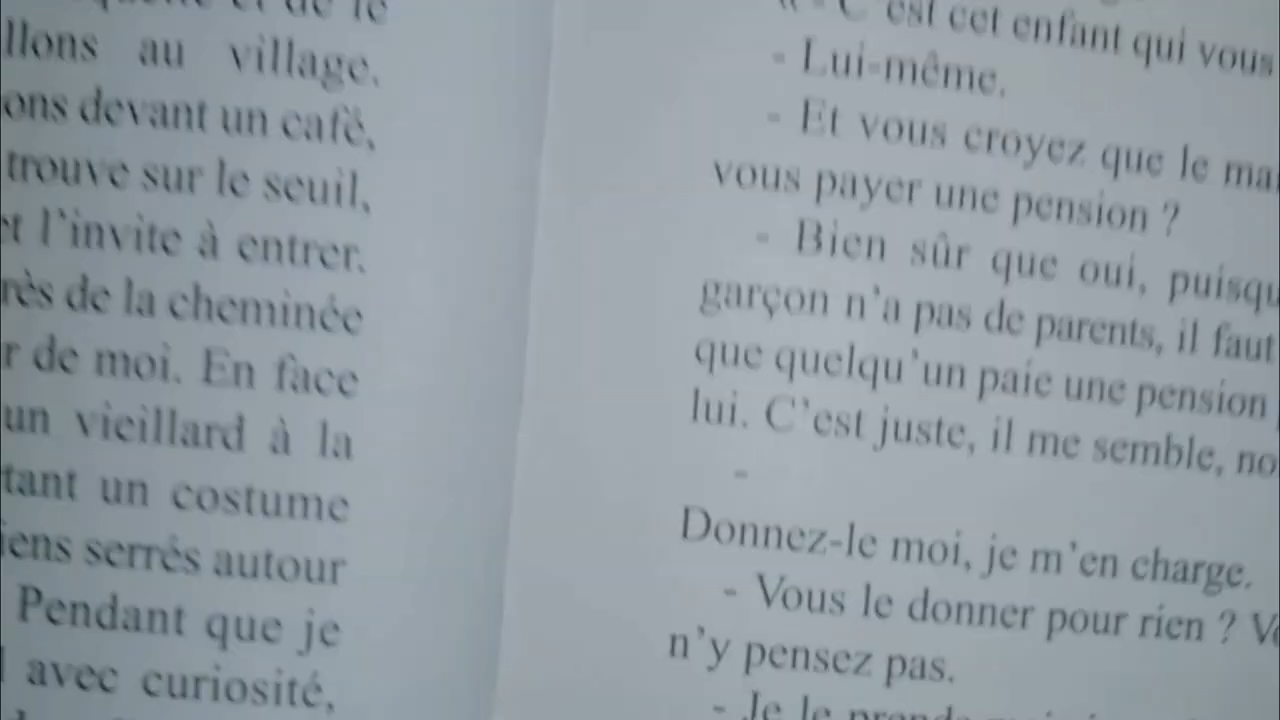 llons au village.
ons devant un café,
trouve sur le seuil,
et l'invite à entrer.
rès de la cheminée
r de moi. En face
un vieillard à la
tant un costume
iens serrés autour
Pendant que je
avec curiosité,
« - C'est cet enfant qui vous
- Lui-même.
- Et vous croyez que le mai
vous payer une pension ?
- Bien sûr que oui, puisqu
garçon n'a pas de parents, il faut
que quelqu'un paie une pension
lui. C'est juste, il me semble, no
-
Donnez-le moi, je m'en charge.
- Vous le donner pour rien ? V
n'y pensez pas.
- Je le